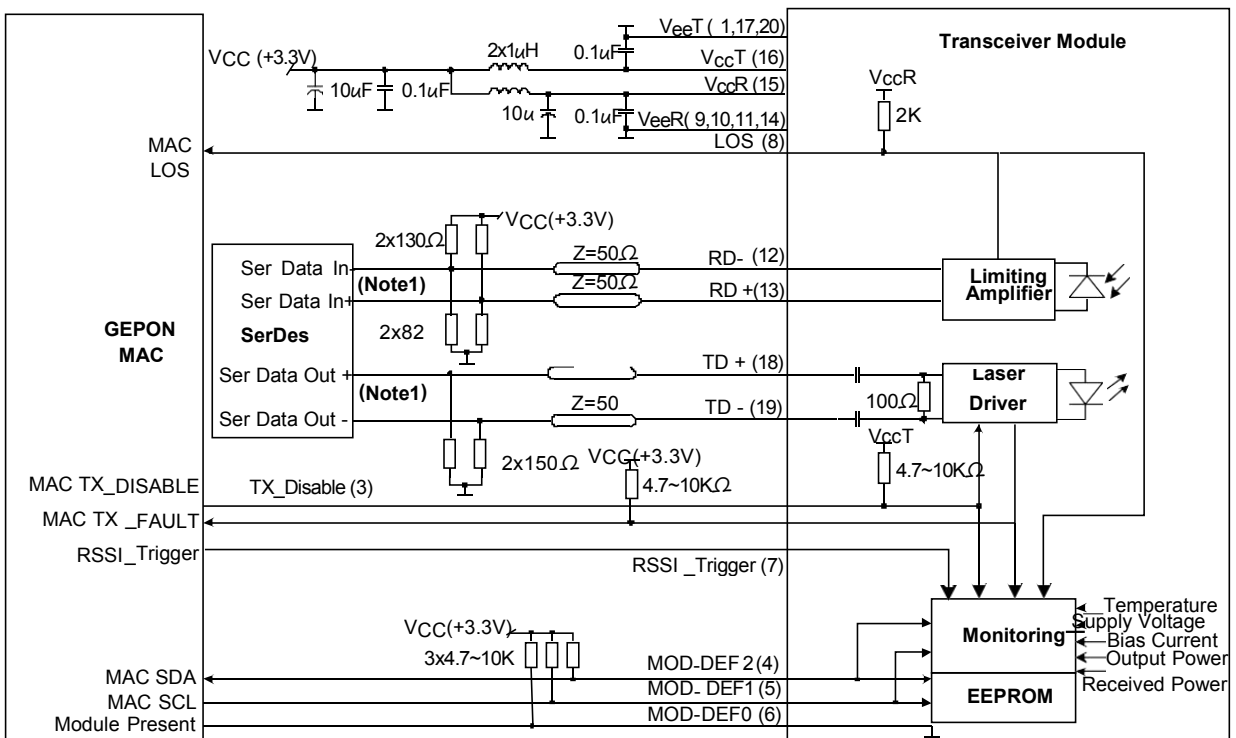 VeeT ( 1,17,20)
Transceiver Module
2x1uH
0.1uF
VCC (+3.3V)
VccT (16)
VccR (15)
VccR
10uF
0.1uF
10u
0.1uF
VeeR( 9,10,11,14)
2K
MAC
LOS
LOS (8)
VCC(+3.3V)
2x130Ω
Z=50Ω
RD- (12)
Ser Data In-
(Note1)
Z=50Ω
Limiting
Amplifier
Ser Data In+
RD +(13)
GEPON
MAC
SerDes
2x82
TD + (18)
Ser Data Out +
(Note1)
Laser
Driver
Z=50
100Ω
Ser Data Out -
TD - (19)
VccT
2x150Ω
VCC(+3.3V)
4.7~10KΩ
4.7~10KΩ
MAC TX_DISABLE
TX_Disable (3)
MAC TX _FAULT
RSSI_Trigger
RSSI _Trigger (7)
Temperature
Supply Voltage
VCC(+3.3V)
Monitoring
Bias Current
3x4.7~10K
Output Power
MAC SDA
MOD-DEF 2 (4)
Received Power
MAC SCL
MOD- DEF1 (5)
EEPROM
Module Present
MOD-DEF0 (6)